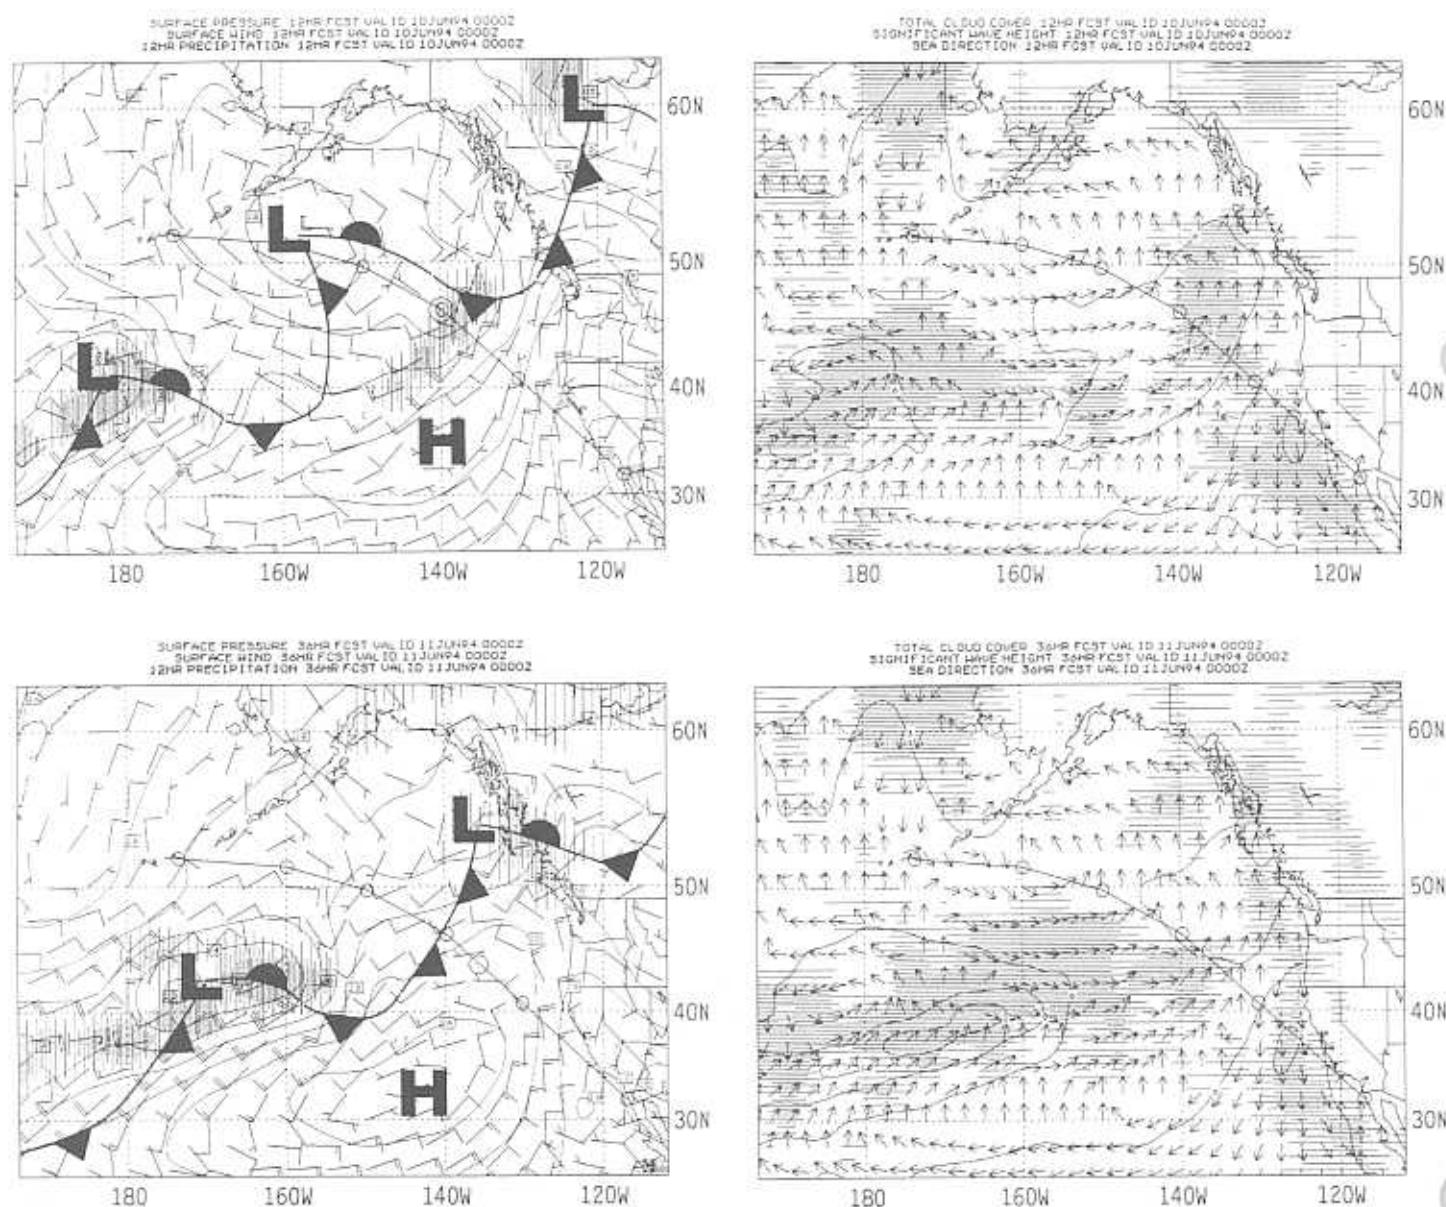 SURFACE PRESSURE 12HR FCST VALID 10JUN94 0000Z
SURFACE WIND 12HR FCST VALID 10JUN94 0000Z
12HR PRECIPITATION 12HR FCST VALID 10JUN94 0000Z
L
60N
L
50N
L
40N
H
30N
180 160W 140W 120W
TOTAL CLOUD COVER 12HR FCST VALID 10JUN94 0000Z
SIGNIFICANT WAVE HEIGHT 12HR FCST VALID 10JUN94 0000Z
SEA DIRECTION 12HR FCST VALID 10JUN94 0000Z
60N
50N
40N
30N
180 160W 140W 120W
SURFACE PRESSURE 36HR FCST VALID 11JUN94 0000Z
SURFACE WIND 36HR FCST VALID 11JUN94 0000Z
12HR PRECIPITATION 36HR FCST VALID 11JUN94 0000Z
60N
L
50N
L
40N
H
30N
180 160W 140W 120W
TOTAL CLOUD COVER 36HR FCST VALID 11JUN94 0000Z
SIGNIFICANT WAVE HEIGHT 36HR FCST VALID 11JUN94 0000Z
SEA DIRECTION 36HR FCST VALID 11JUN94 0000Z
60N
50N
40N
30N
180 160W 140W 120W